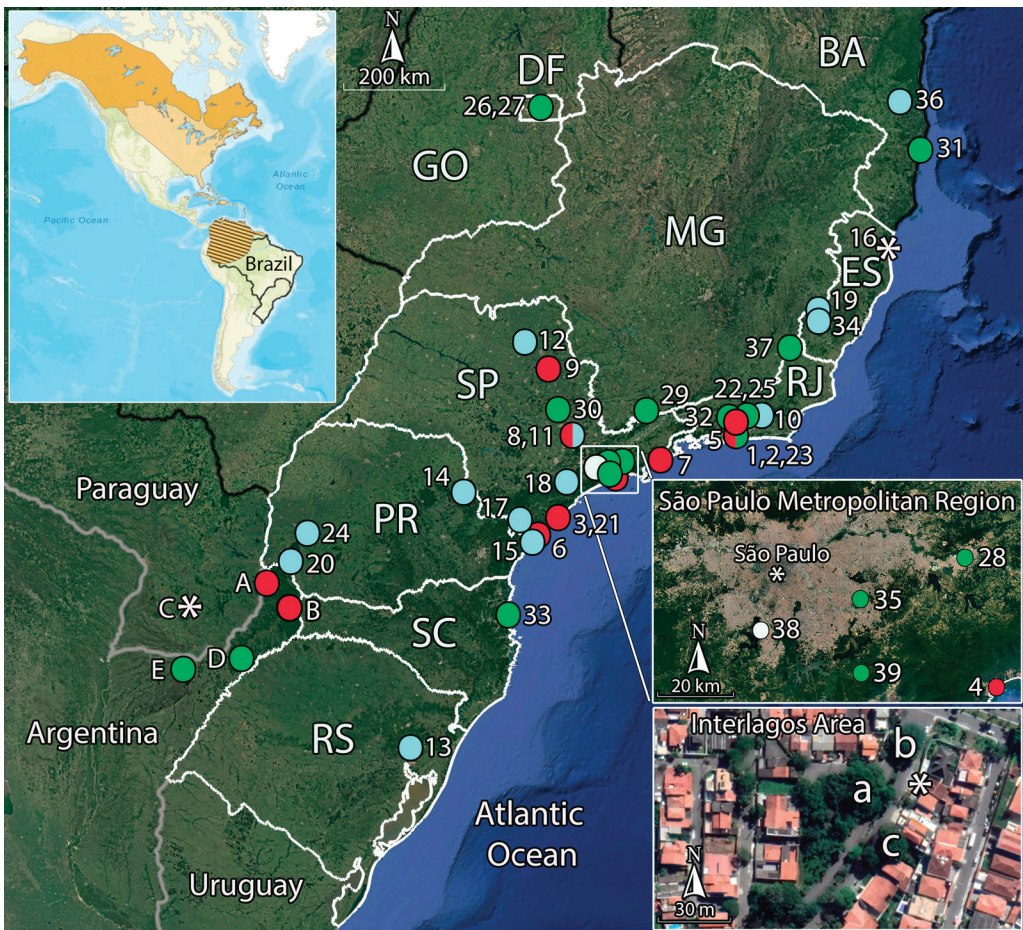 N
200 km
DF
BA
26,27
36
31
GO
Atlantic
Ocean
Pacific Ocean
Brazil
MG
16
*
ES
19
34
12
9
37
SP
RJ
30
29
22,25
32
10
8,11
5
1,2,23
7
14
18
Paraguay
PR
17
3,21
24
15
6
20
A
B
C
*
SC
33
D
E
Argentina
RS
13
Atlantic
Ocean
Uruguay
São Paulo Metropolitan Region
São Paulo
*
28
35
38
N
39
4
20 km
Interlagos Area
b
*
a
c
N
30 m